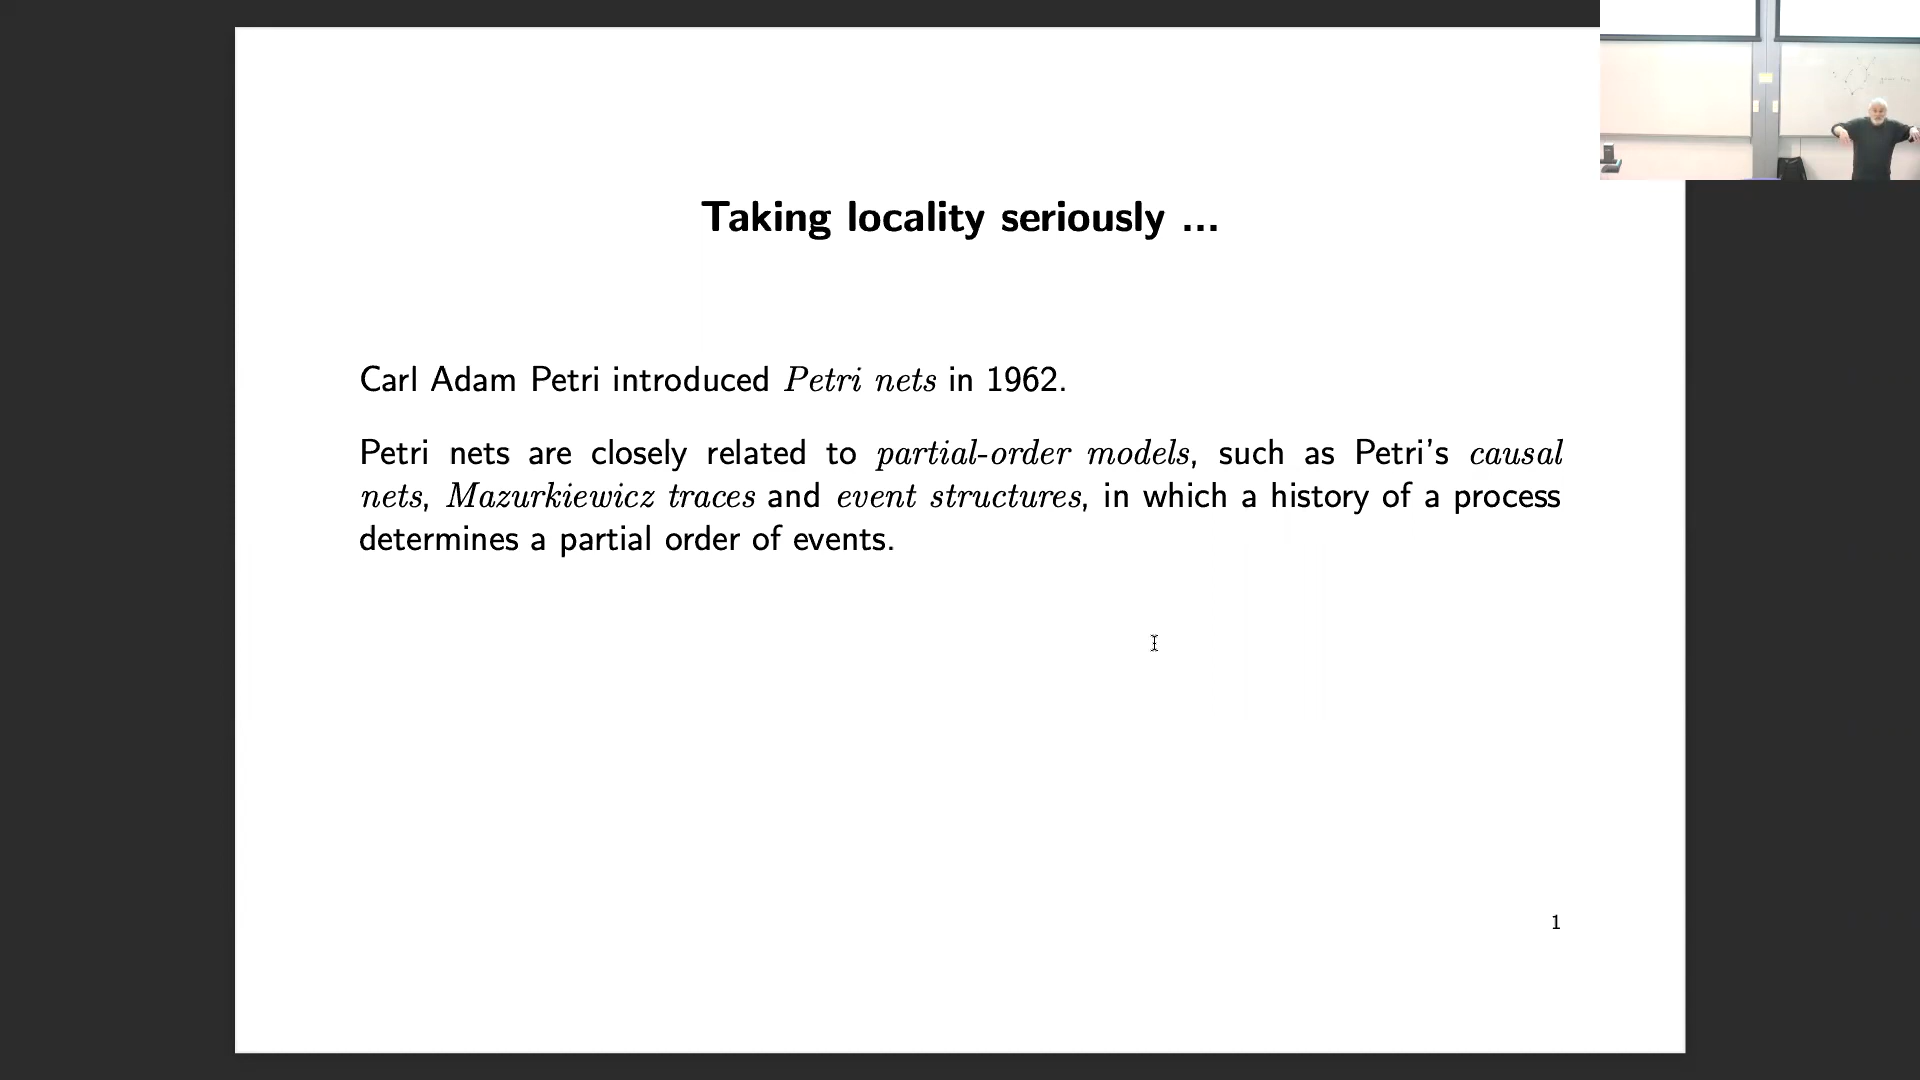 Taking locality seriously ...
Carl Adam Petri introduced Petri nets in 1962.
Petri nets are closely related to partial-order models, such as Petri's causal
nets, Mazurkiewicz traces and event structures, in which a history of a process
determines a partial order of events.
1